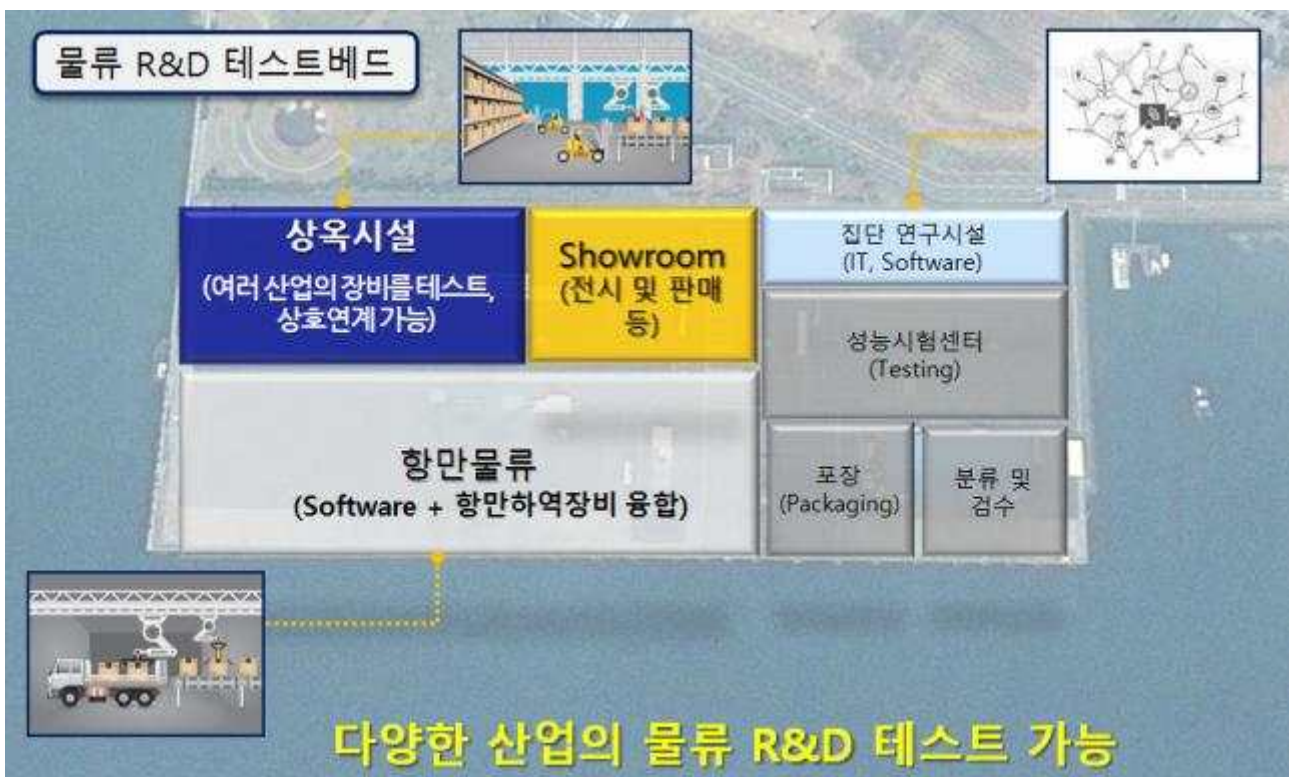 물류 R&D 테스트베드
상옥시설
(여러 산업의 장비를 테스트,
상호연계 가능)
Showroom
(전시 및 판매
등)
집단 연구시설
(IT, Software)
성능시험센터
(Testing)
항만물류
(Software + 항만하역장비 융합)
포장
(Packaging)
분류 및
검수
다양한 산업의 물류 R&D 테스트 가능